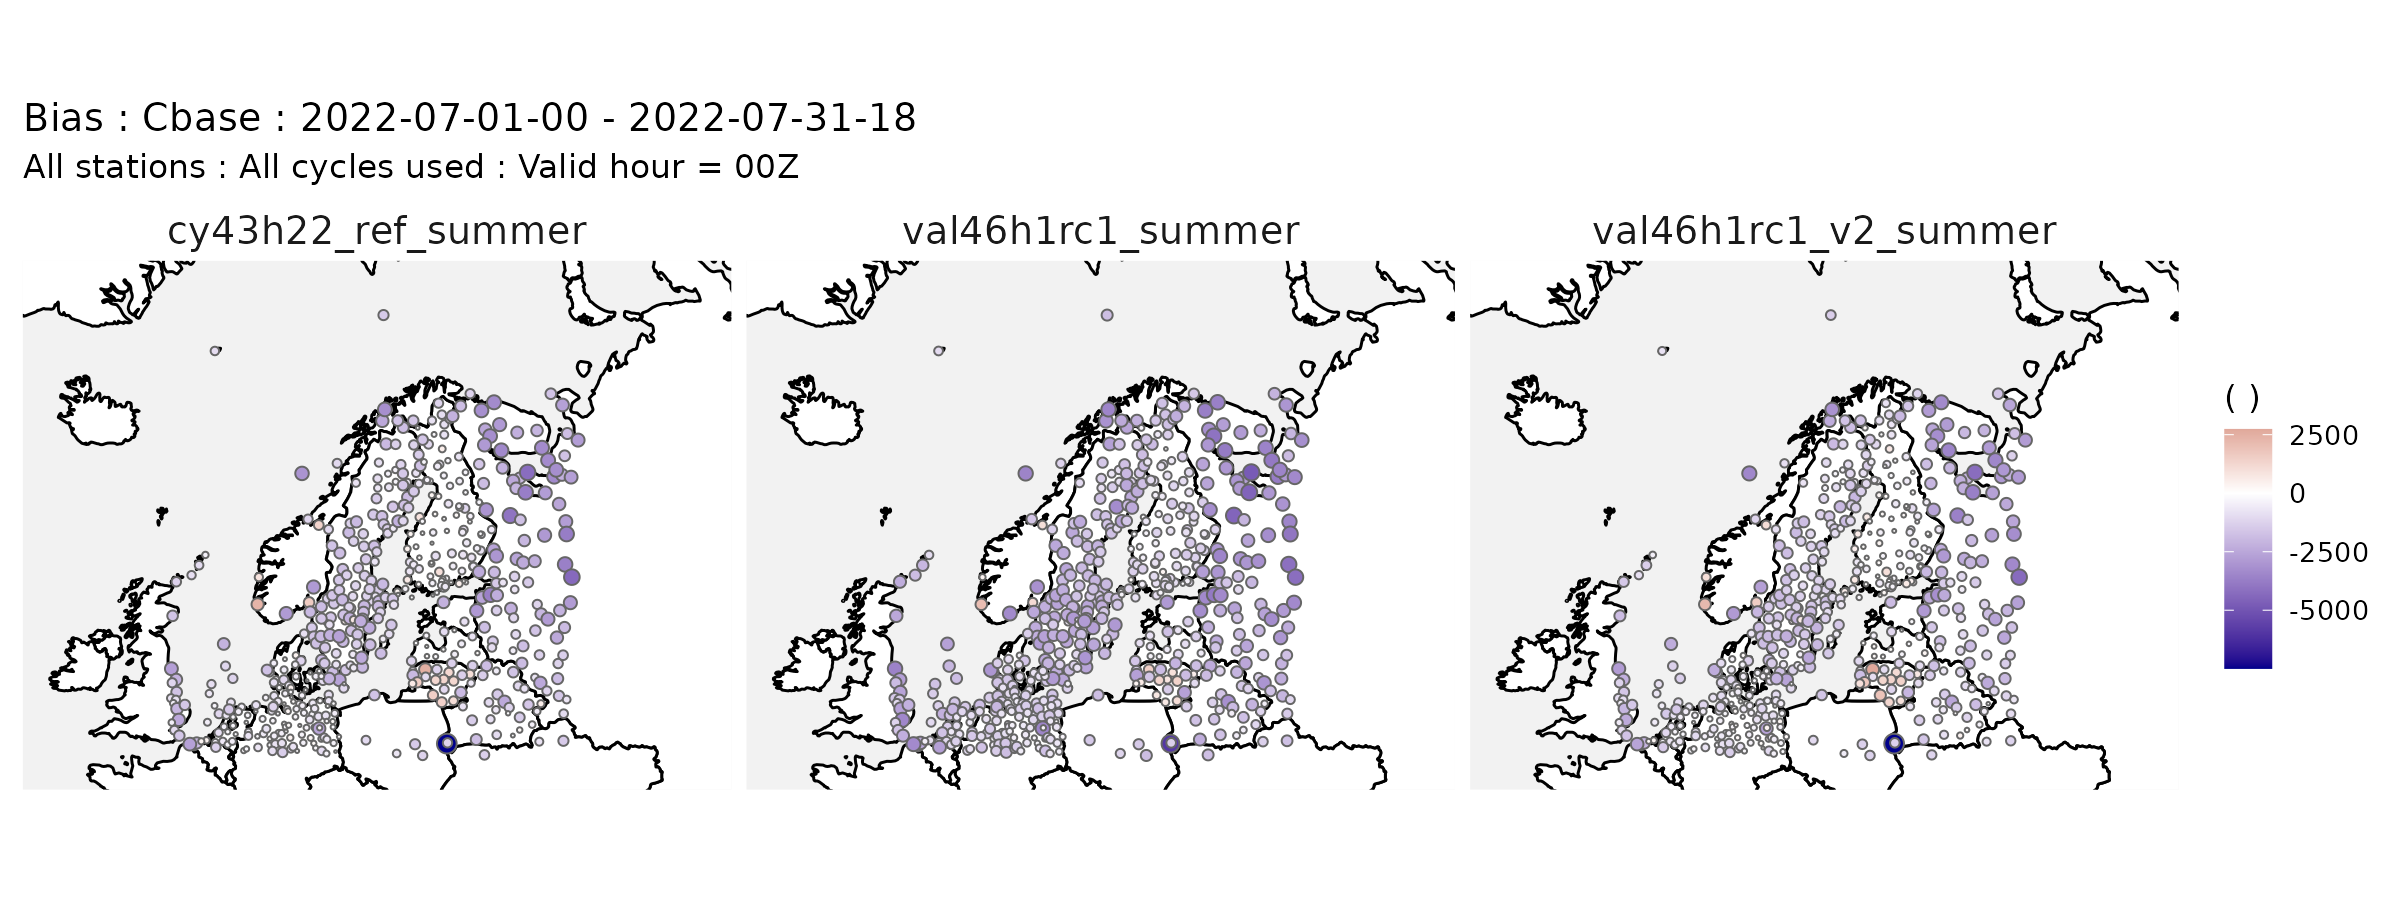 Bias : Cbase : 2022-07-01-00 - 2022-07-31-18
All stations : All cycles used : Valid hour = 00Z
cy43h22_ref_summer
val46h1rc1_summer
val46h1rc1_v2_summer
( )
2500
0
-2500
-5000